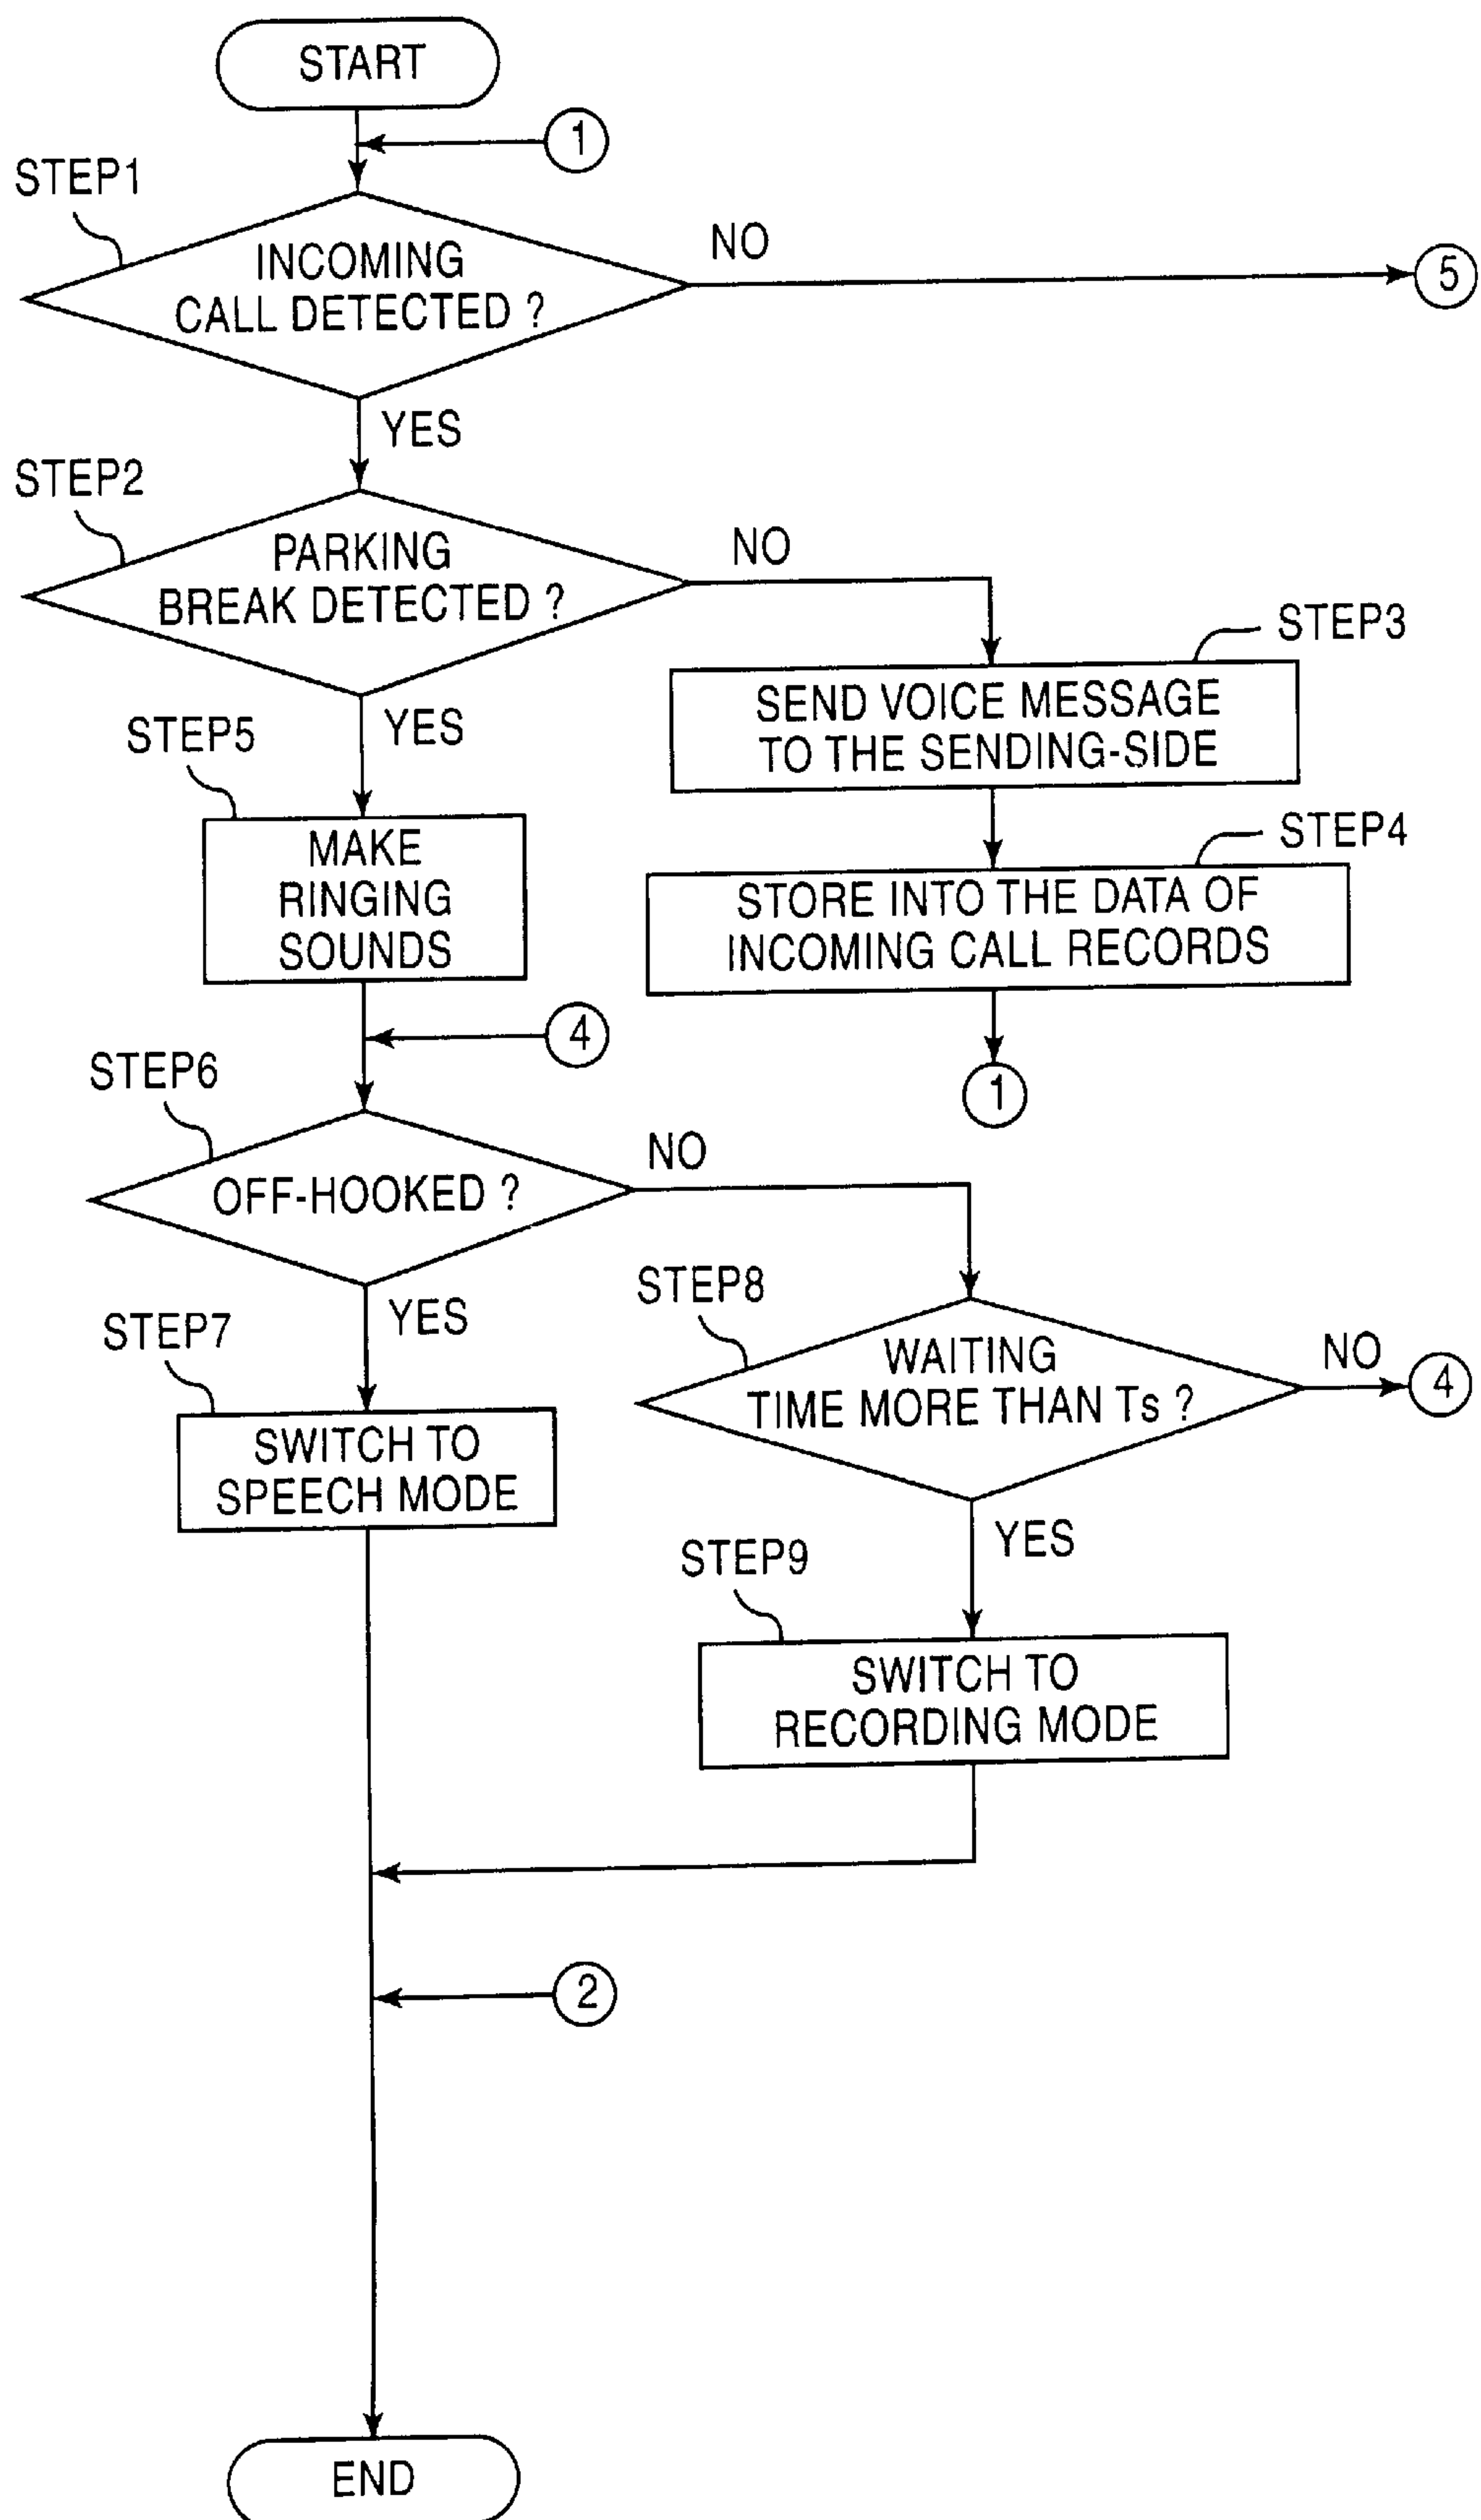 START
1
STEP1
INCOMING
CALL DETECTED ?
NO
5
YES
STEP2
PARKING
BREAK DETECTED ?
NO
STEP3
SEND VOICE MESSAGE
TO THE SENDING-SIDE
YES
STEP5
MAKE
RINGING
SOUNDS
STEP4
STORE INTO THE DATA OF
INCOMING CALL RECORDS
4
1
STEP6
OFF-HOOKED ?
NO
YES
STEP8
WAITING
TIME MORE THAN Ts ?
NO
4
STEP7
SWITCH TO
SPEECH MODE
YES
STEP9
SWITCH TO
RECORDING MODE
2
END